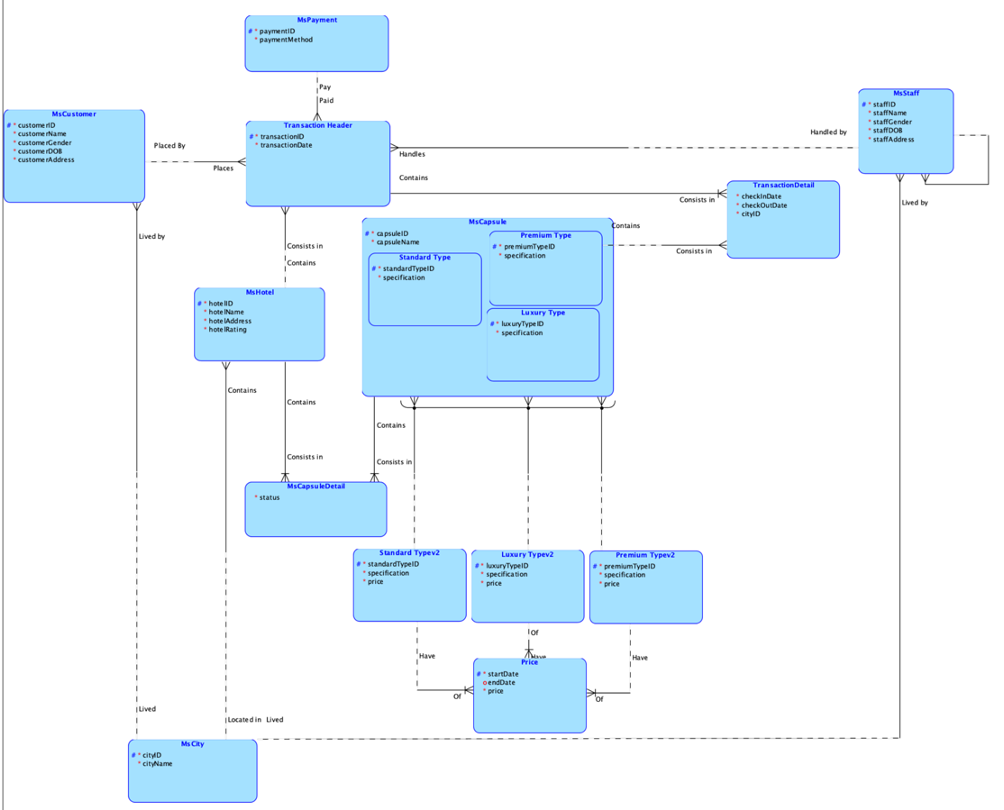 MsPayment
# * paymentID
* paymentMethod
Pay
Paid
MsCustomer
# * customerID
* customerName
* customerGender
* customerDOB
* customerAddress
Placed By
Places
Transaction Header
# * transactionID
* transactionDate
Handles
Handled by
MsStaff
# * staffID
* staffName
* staffGender
* staffDOB
* staffAddress
Contains
Consists in
TransactionDetail
* checkInDate
* checkOutDate
* cityID
Lived by
Lived by
Consists in
Contains
MsCapsule
# * capsuleID
* capsuleName
Standard Type
# * standardTypeID
* specification
Premium Type
# * premiumTypeID
* specification
Luxury Type
# * luxuryTypeID
* specification
Contains
Consists in
MsHotel
# * hotelID
* hotelName
* hotelAddress
* hotelRating
Contains
Contains
Consists in
Contains
Consists in
MsCapsuleDetail
* status
Standard Typev2
# * standardTypeID
* specification
* price
Luxury Typev2
# * luxuryTypeID
* specification
* price
Premium Typev2
# * premiumTypeID
* specification
* price
Have
Of
Of
Have
Have
Of
Price
# * startDate
o endDate
* price
Lived
Located in
Lived
MsCity
# * cityID
* cityName